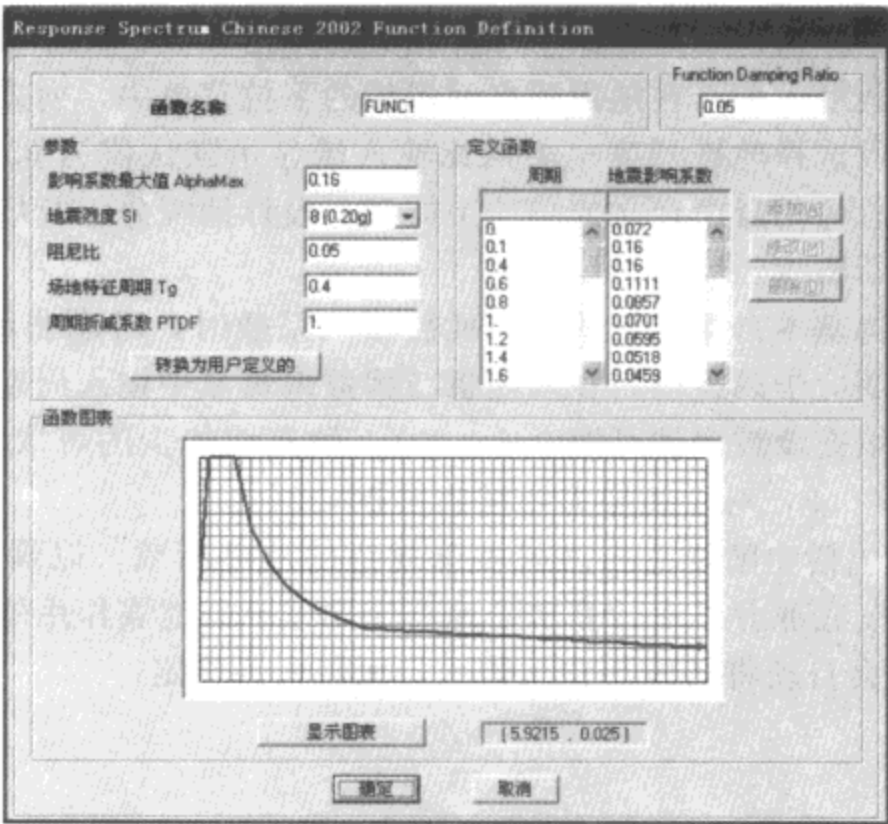 Response Spectrum Chinese 2002 Function Definition
Function Damping Ratio
函数名称 FUNC1 0.05
参数
影响系数最大值 AlphaMax 0.16
地震烈度 SI 8 (0.20g)
阻尼比 0.05
场地特征周期 Tg 0.4
周期折减系数 PTDF 1.
转换为用户定义的
定义函数
周期 地震影响系数
0. 0.072
0.1 0.16
0.4 0.16
0.6 0.1111
0.8 0.0857
1. 0.0701
1.2 0.0595
1.4 0.0518
1.6 0.0459
添加(A)
修改(M)
删除(D)
函数图表
显示图表 (5.9215 , 0.025)
确定 取消